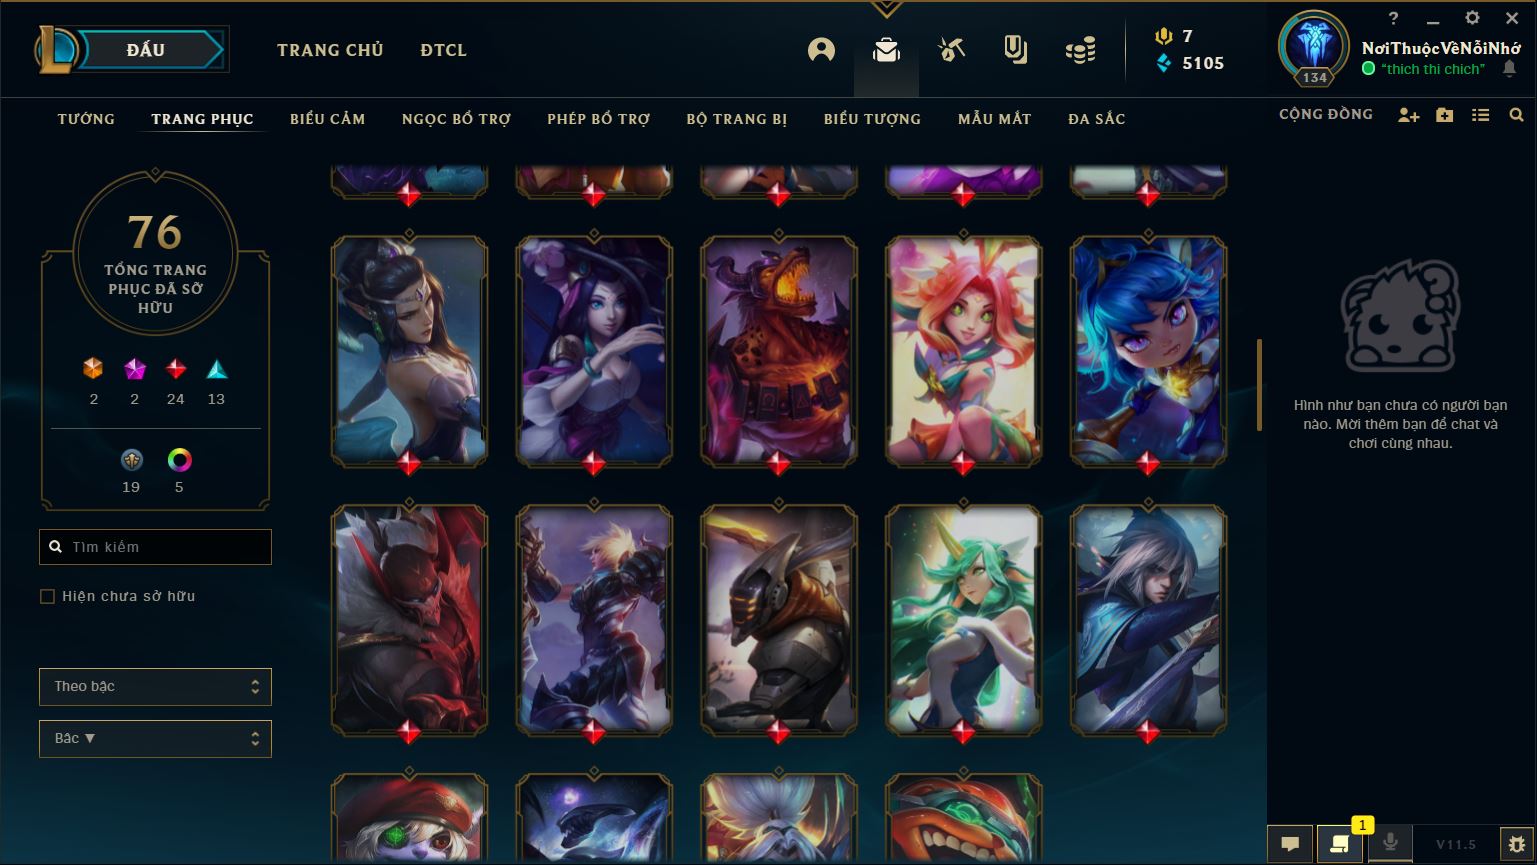 ĐẤU
TRANG CHỦ
ĐTCL
7
5105
134
?
NơiThuộcVềNỗiNhớ
"thich thi chich"
TƯỚNG
TRANG PHỤC
BIỂU CẢM
NGỌC BỔ TRỢ
PHÉP BỔ TRỢ
BỘ TRANG BỊ
BIỂU TƯỢNG
MẪU MẮT
ĐA SẮC
CỘNG ĐỒNG
76
TỔNG TRANG
PHỤC ĐÃ SỞ
HỮU
2
2
24
13
19
5
Tìm kiếm
Hiện chưa sở hữu
Theo bậc
Bậc ▼
Hình như bạn chưa có người bạn
nào. Mời thêm bạn để chat và
chơi cùng nhau.
1
V11.5